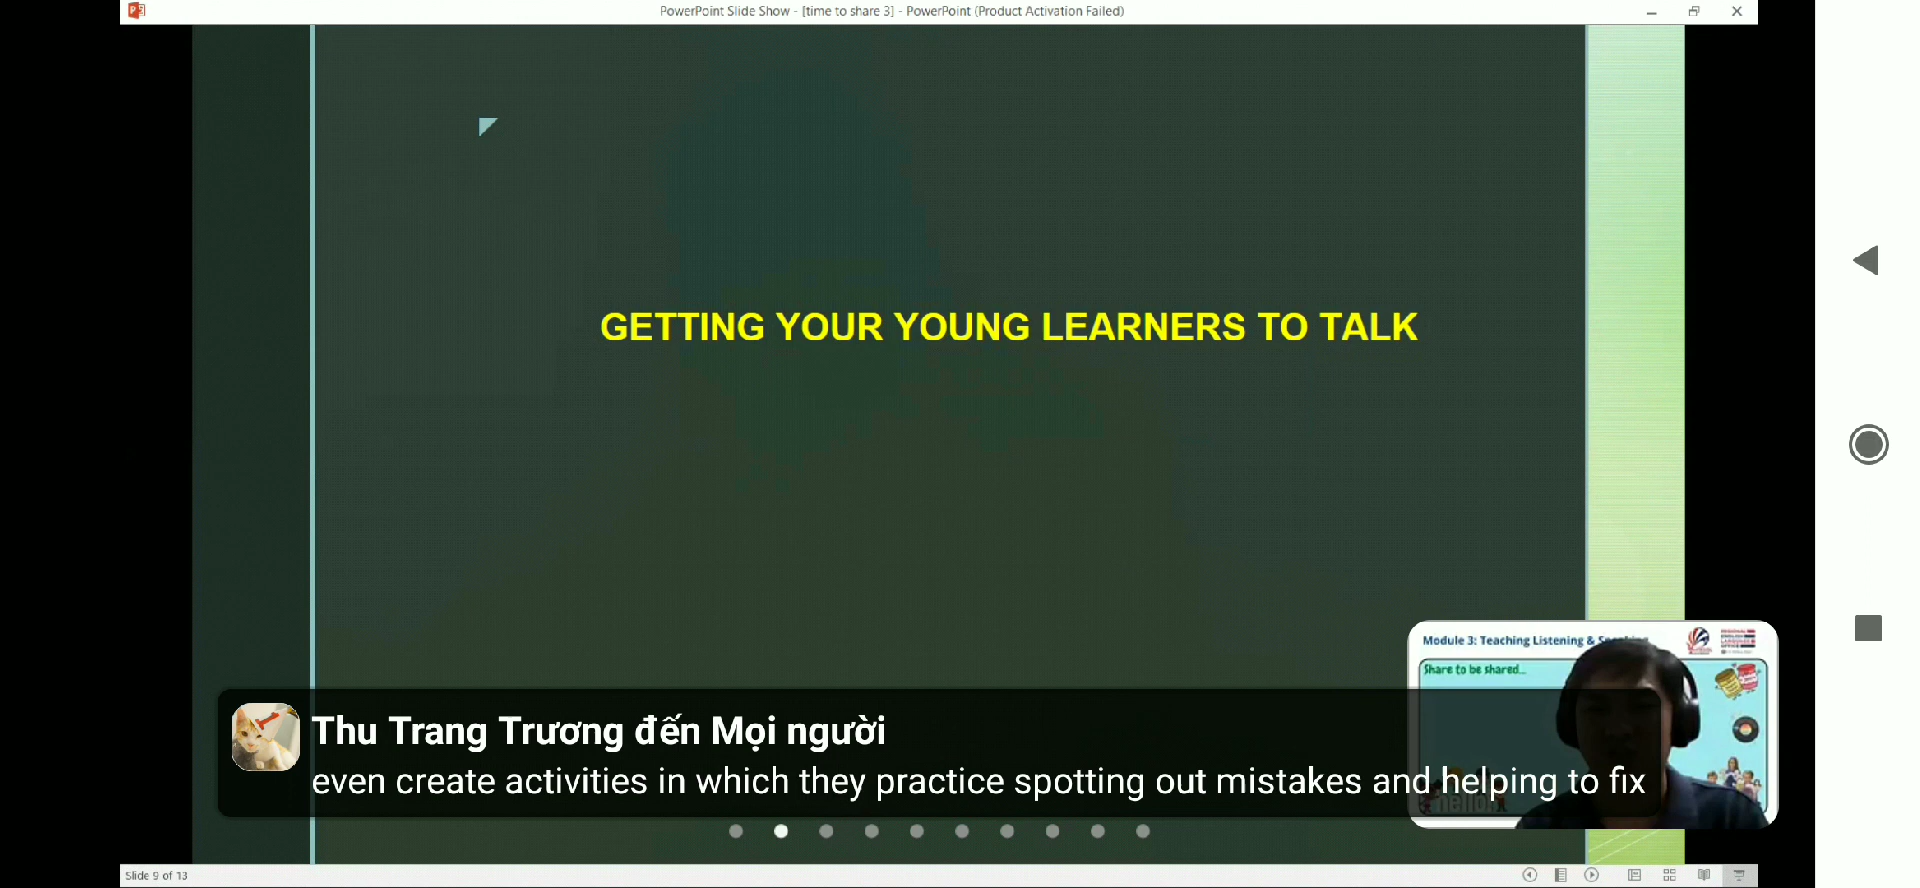 PowerPoint Slide Show - [time to share 3] - PowerPoint (Product Activation Failed)
GETTING YOUR YOUNG LEARNERS TO TALK
Module 3: Teaching Listening &
Share to be shared...
Thu Trang Trương đến Mọi người
even create activities in which they practice spotting out mistakes and helping to fix
hello
Slide 9 of 13